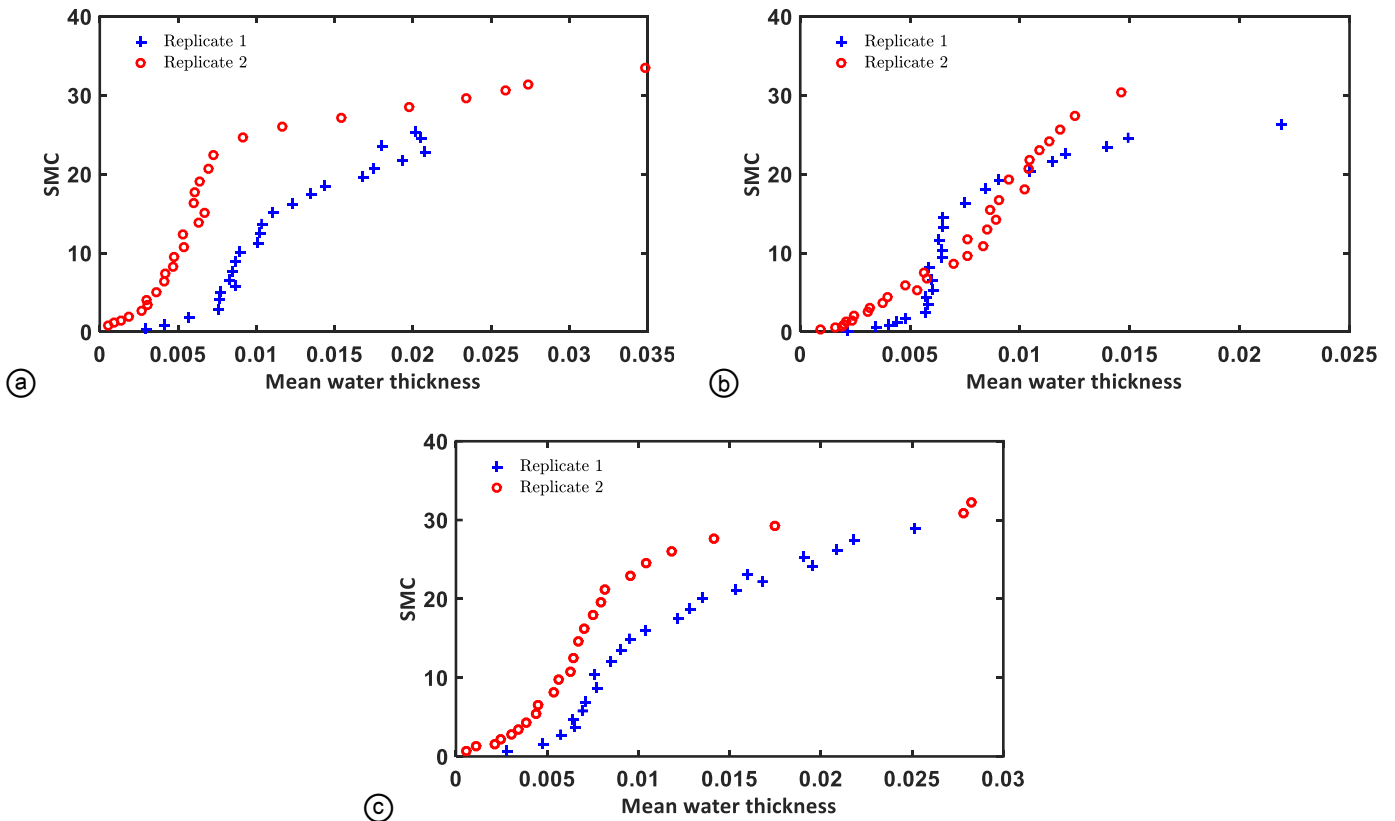 40
30
20
10
0
SMC
Replicate 1
Replicate 2
0 0.005 0.01 0.015 0.02 0.025 0.03 0.035
Mean water thickness
a
40
30
20
10
0
SMC
Replicate 1
Replicate 2
0 0.005 0.01 0.015 0.02 0.025
Mean water thickness
b
40
30
20
10
0
SMC
Replicate 1
Replicate 2
0 0.005 0.01 0.015 0.02 0.025 0.03
Mean water thickness
c